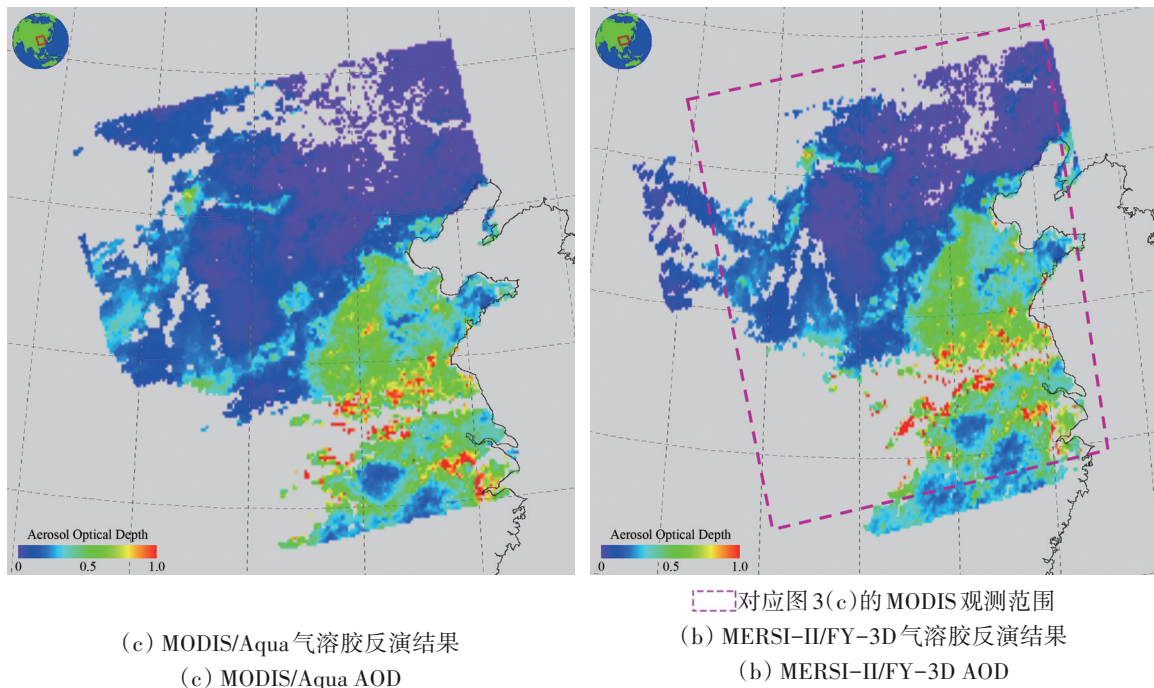 Aerosol Optical Depth
0 0.5 1.0
(c) MODIS/Aqua气溶胶反演结果
(c) MODIS/Aqua AOD
Aerosol Optical Depth
0 0.5 1.0
对应图3(c)的MODIS观测范围
(b) MERSI-II/FY-3D气溶胶反演结果
(b) MERSI-II/FY-3D AOD